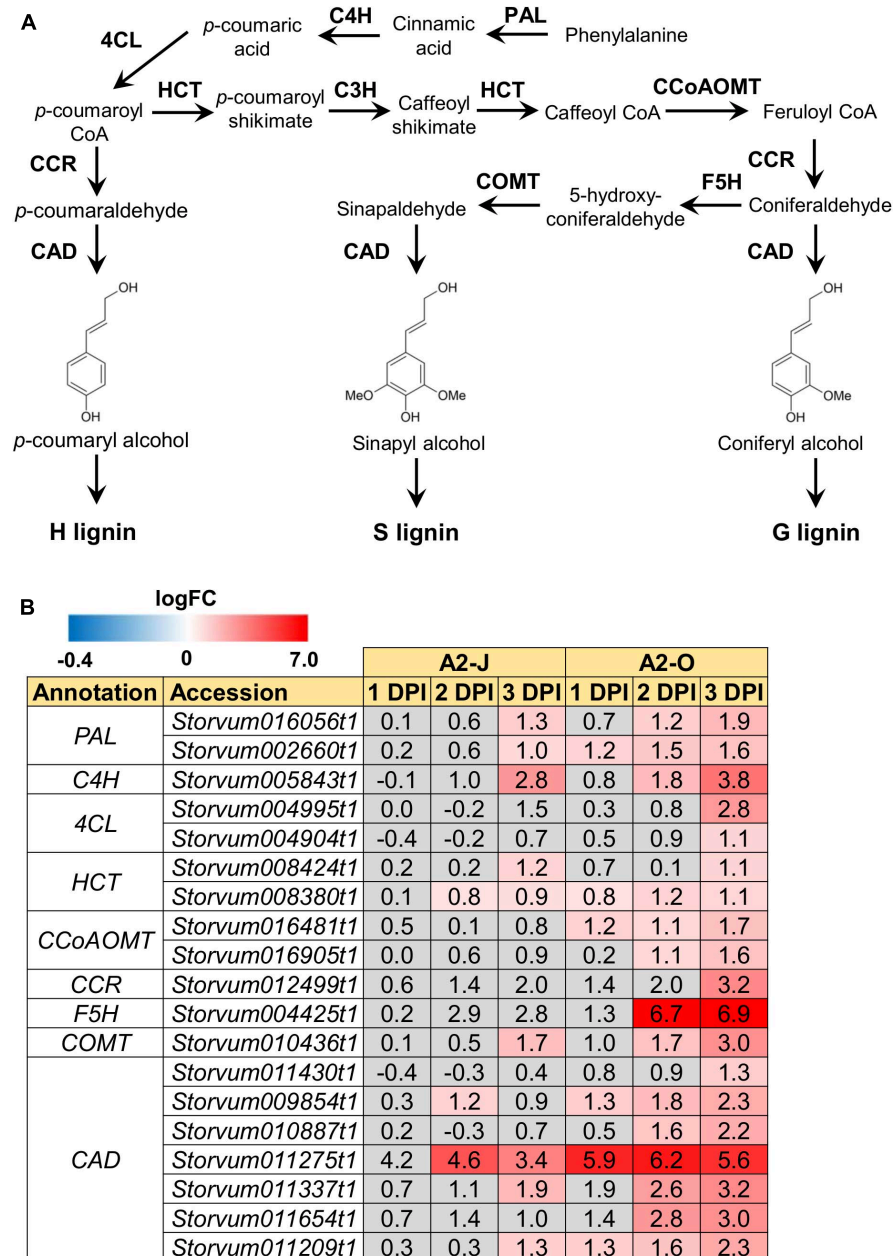 A
p-coumaric acid
C4H
Cinnamic acid
PAL
Phenylalanine
4CL
p-coumaroyl CoA
HCT
p-coumaroyl shikimate
C3H
Caffeoyl shikimate
HCT
Caffeoyl CoA
CCoAOMT
Feruloyl CoA
CCR
CCR
p-coumaraldehyde
Sinapaldehyde
COMT
5-hydroxy-
coniferaldehyde
F5H
Coniferaldehyde
CAD
CAD
CAD
OH
OH
OH
MeO
OMe
OMe
OH
OH
OH
p-coumaryl alcohol
Sinapyl alcohol
Coniferyl alcohol
H lignin
S lignin
G lignin
B
logFC
-0.4 0 7.0
A2-J A2-O
Annotation Accession 1 DPI 2 DPI 3 DPI 1 DPI 2 DPI 3 DPI
PAL
Storvum016056t1 0.1 0.6 1.3 0.7 1.2 1.9
Storvum002660t1 0.2 0.6 1.0 1.2 1.5 1.6
C4H Storvum005843t1 -0.1 1.0 2.8 0.8 1.8 3.8
4CL
Storvum004995t1 0.0 -0.2 1.5 0.3 0.8 2.8
Storvum004904t1 -0.4 -0.2 0.7 0.5 0.9 1.1
HCT
Storvum008424t1 0.2 0.2 1.2 0.7 0.1 1.1
Storvum008380t1 0.1 0.8 0.9 0.8 1.2 1.1
CCoAOMT
Storvum016481t1 0.5 0.1 0.8 1.2 1.1 1.7
Storvum016905t1 0.0 0.6 0.9 0.2 1.1 1.6
CCR Storvum012499t1 0.6 1.4 2.0 1.4 2.0 3.2
F5H Storvum004425t1 0.2 2.9 2.8 1.3 6.7 6.9
COMT Storvum010436t1 0.1 0.5 1.7 1.0 1.7 3.0
CAD
Storvum011430t1 -0.4 -0.3 0.4 0.8 0.9 1.3
Storvum009854t1 0.3 1.2 0.9 1.3 1.8 2.3
Storvum010887t1 0.2 -0.3 0.7 0.5 1.6 2.2
Storvum011275t1 4.2 4.6 3.4 5.9 6.2 5.6
Storvum011337t1 0.7 1.1 1.9 1.9 2.6 3.2
Storvum011654t1 0.7 1.4 1.0 1.4 2.8 3.0
Storvum011209t1 0.3 0.3 1.3 1.3 1.6 2.3